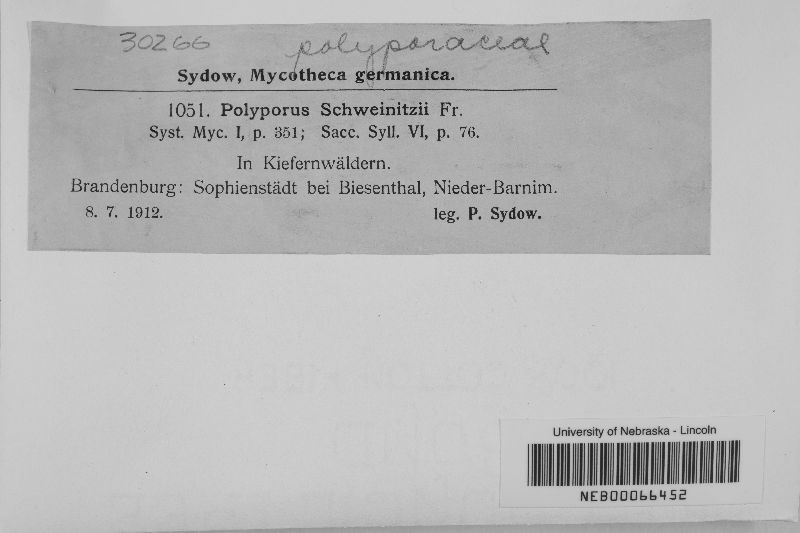 30266 polyporaceae
Sydow, Mycotheca germanica.
1051. Polyporus Schweinitzii Fr.
Syst. Myc. I, p. 351; Sacc. Syll. VI, p. 76.
In Kiefernwäldern.
Brandenburg: Sophienstädt bei Biesenthal, Nieder-Barnim.
8. 7. 1912. leg. P. Sydow.
University of Nebraska - Lincoln
NEB00066452